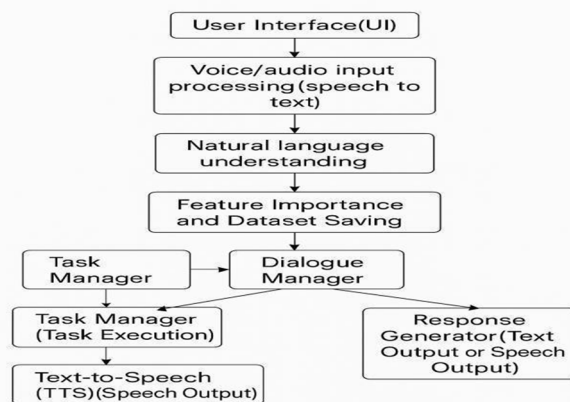 User Interface(UI)
Voice/audio input
processing(speech to
text)
Natural language
understanding
Feature Importance
and Dataset Saving
Task
Manager
Dialogue
Manager
Task Manager
(Task Execution)
Response
Generator(Text
Output or Speech
Output)
Text-to-Speech
(TTS)(Speech Output)